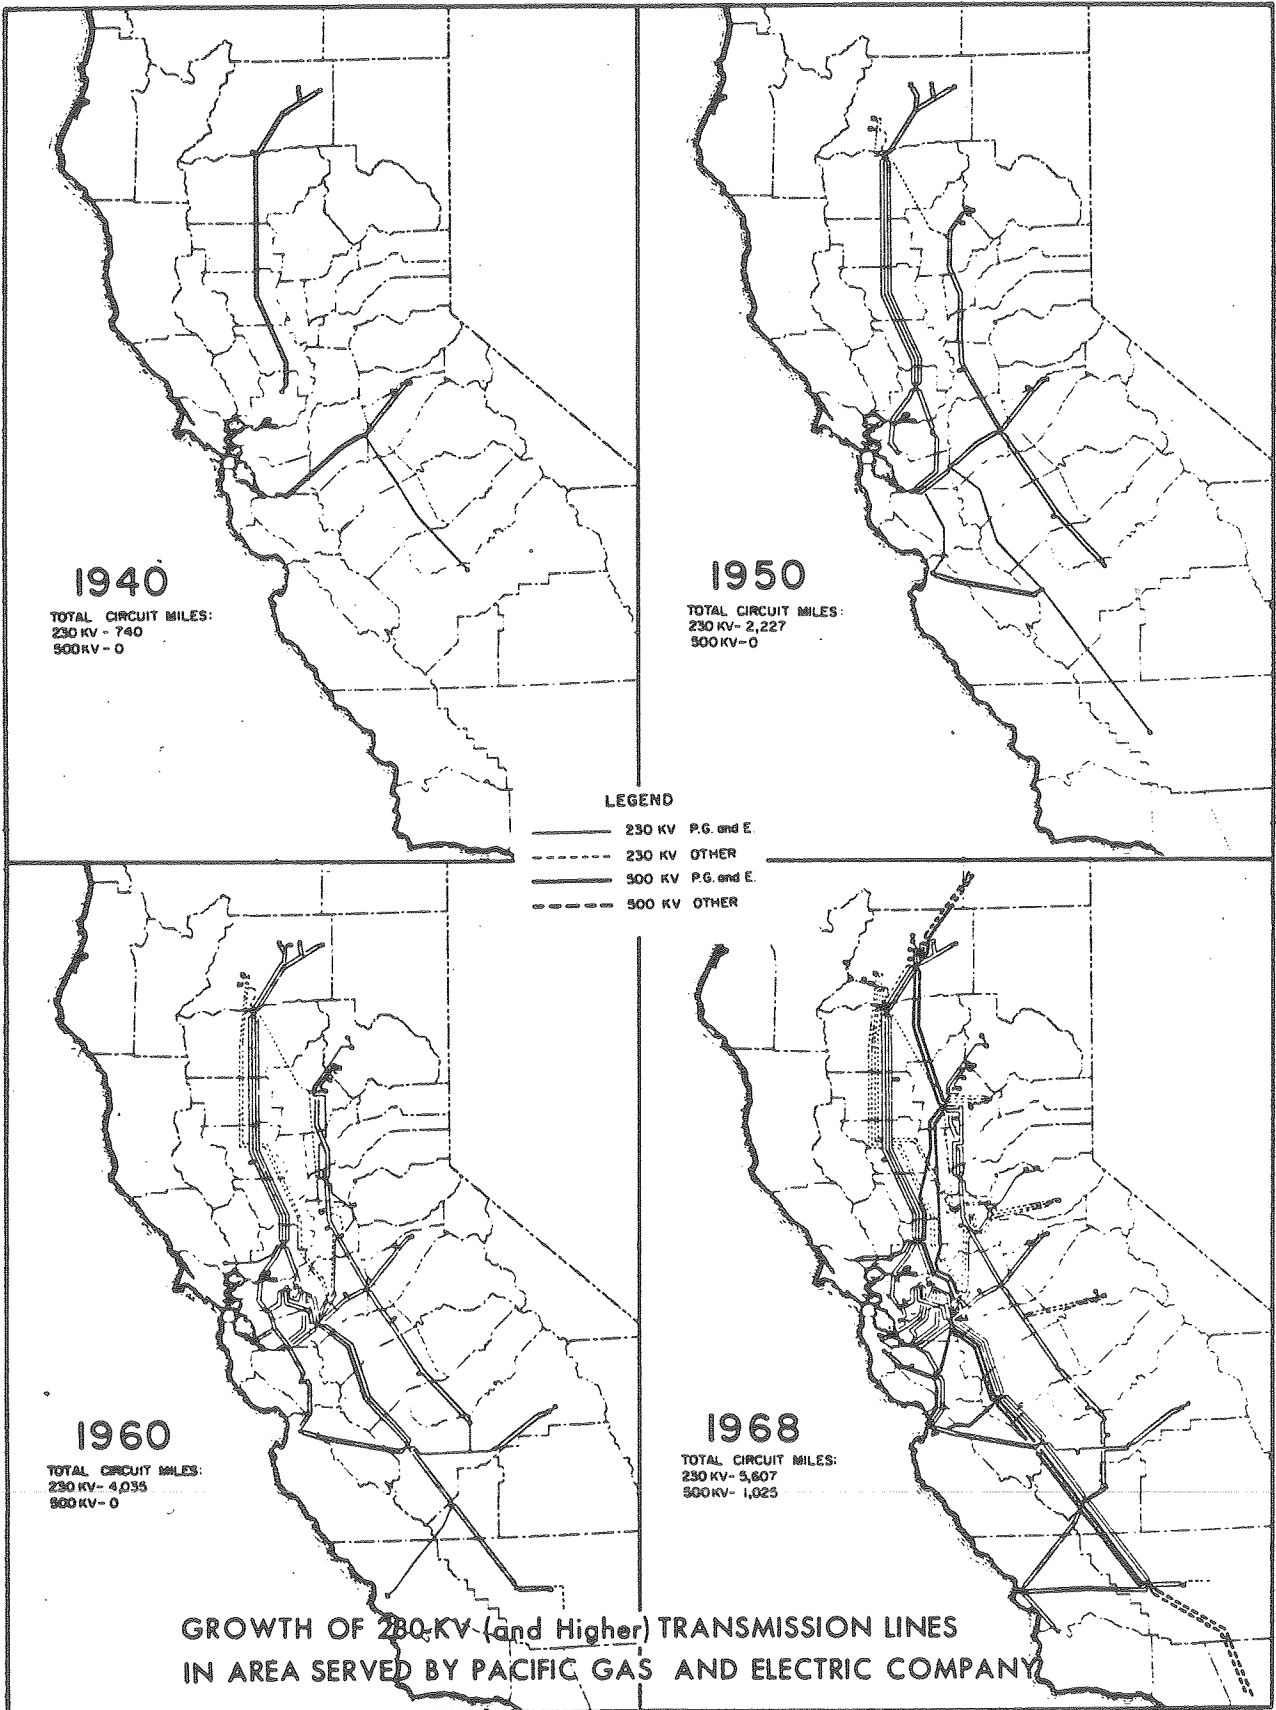 1940
TOTAL CIRCUIT MILES:
230 KV - 740
500 KV - 0
1950
TOTAL CIRCUIT MILES:
230 KV - 2,227
500 KV - 0
LEGEND
230 KV P.G. and E.
230 KV OTHER
500 KV P.G. and E.
500 KV OTHER
1960
TOTAL CIRCUIT MILES:
230 KV - 4,035
500 KV - 0
1968
TOTAL CIRCUIT MILES:
230 KV - 5,607
500 KV - 1,025
GROWTH OF 230-KV (and Higher) TRANSMISSION LINES
IN AREA SERVED BY PACIFIC GAS AND ELECTRIC COMPANY